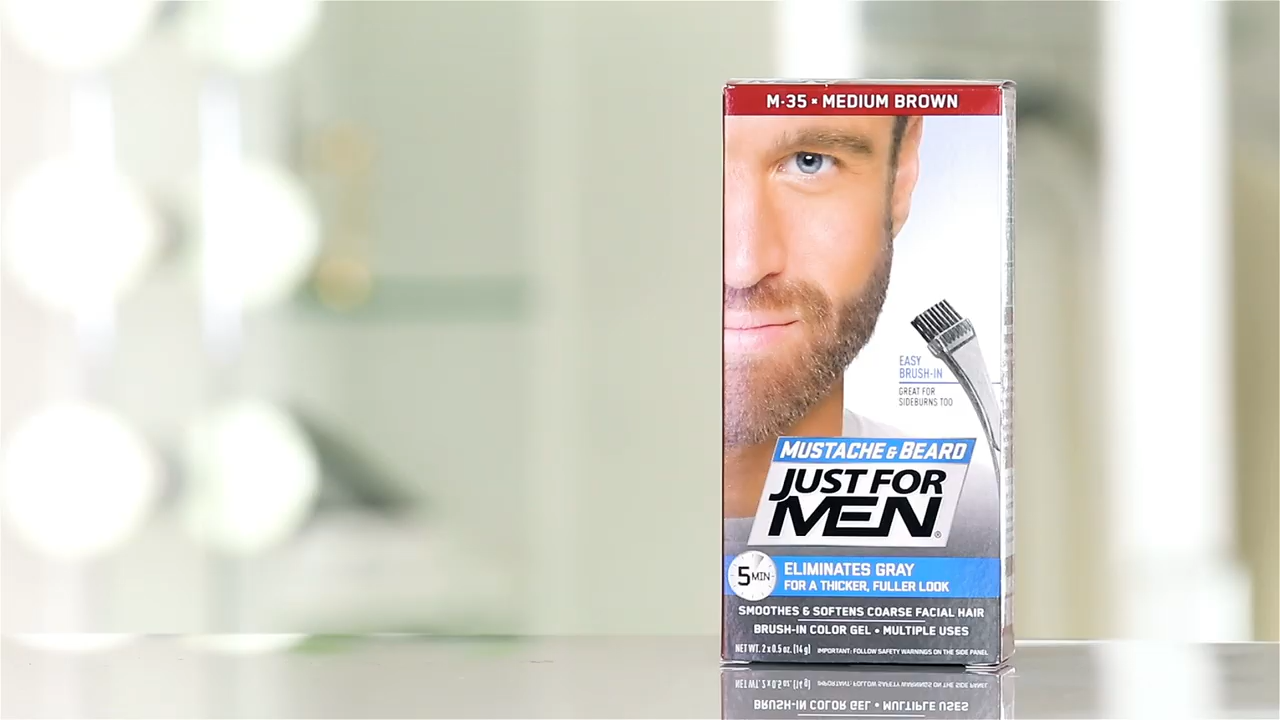 M-35 × MEDIUM BROWN
EASY
BRUSH-IN
GREAT FOR
SIDEBURNS TOO
MUSTACHE & BEARD
JUST FOR
MEN®
5 MIN
ELIMINATES GRAY
FOR A THICKER, FULLER LOOK
SMOOTHES & SOFTENS COARSE FACIAL HAIR
BRUSH-IN COLOR GEL • MULTIPLE USES
NET WT. 2 x 0.5 oz. (14 g) IMPORTANT: FOLLOW SAFETY WARNINGS ON THE SIDE PANEL